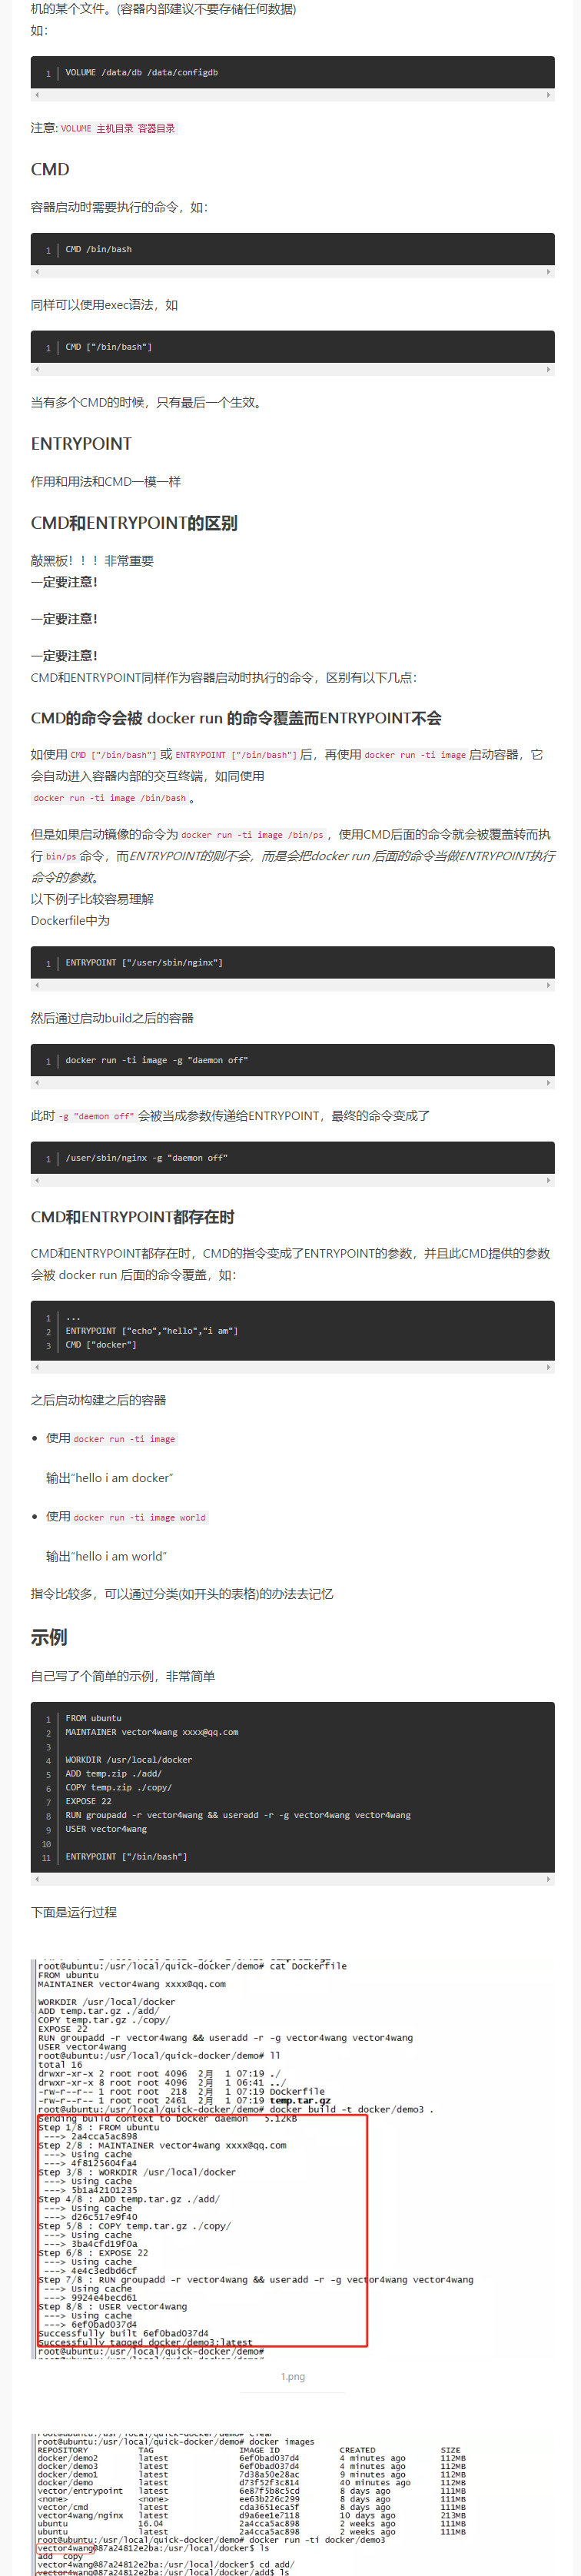 机的某个文件。(容器内部建议不要存储任何数据)
如：
1 VOLUME /data/db /data/configdb
注意: VOLUME 主机目录 容器目录
CMD
容器启动时需要执行的命令，如：
1 CMD /bin/bash
同样可以使用exec语法，如
1 CMD ["/bin/bash"]
当有多个CMD的时候，只有最后一个生效。
ENTRYPOINT
作用和用法和CMD一模一样
CMD和ENTRYPOINT的区别
敲黑板！！！非常重要
一定要注意！
一定要注意！
一定要注意！
CMD和ENTRYPOINT同样作为容器启动时执行的命令，区别有以下几点：
CMD的命令会被 docker run 的命令覆盖而ENTRYPOINT不会
如使用 CMD ["/bin/bash"] 或 ENTRYPOINT ["/bin/bash"] 后，再使用 docker run -ti image 启动容器，它
会自动进入容器内部的交互终端，如同使用
docker run -ti image /bin/bash 。
但是如果启动镜像的命令为 docker run -ti image /bin/ps ，使用CMD后面的命令就会被覆盖转而执
行 bin/ps 命令，而ENTRYPOINT的则不会，而是会把docker run 后面的命令当做ENTRYPOINT执行
命令的参数。
以下例子比较容易理解
Dockerfile中为
1 ENTRYPOINT ["/user/sbin/nginx"]
然后通过启动build之后的容器
1 docker run -ti image -g "daemon off"
此时 -g "daemon off" 会被当成参数传递给ENTRYPOINT，最终的命令变成了
1 /user/sbin/nginx -g "daemon off"
CMD和ENTRYPOINT都存在时
CMD和ENTRYPOINT都存在时，CMD的指令变成了ENTRYPOINT的参数，并且此CMD提供的参数
会被 docker run 后面的命令覆盖，如：
1 ...
2 ENTRYPOINT ["echo","hello","i am"]
3 CMD ["docker"]
之后启动构建之后的容器
使用 docker run -ti image
输出“hello i am docker”
使用 docker run -ti image world
输出“hello i am world”
指令比较多，可以通过分类(如开头的表格)的办法去记忆
示例
自己写了个简单的示例，非常简单
1 FROM ubuntu
2 MAINTAINER vector4wang xxxx@qq.com
3
4 WORKDIR /usr/local/docker
5 ADD temp.zip ./add/
6 COPY temp.zip ./copy/
7 EXPOSE 22
8 RUN groupadd -r vector4wang && useradd -r -g vector4wang vector4wang
9 USER vector4wang
10
11 ENTRYPOINT ["/bin/bash"]
下面是运行过程
root@ubuntu:/usr/local/quick-docker/demo# cat Dockerfile
FROM ubuntu
MAINTAINER vector4wang xxxx@qq.com
WORKDIR /usr/local/docker
ADD temp.tar.gz ./add/
COPY temp.tar.gz ./copy/
EXPOSE 22
RUN groupadd -r vector4wang && useradd -r -g vector4wang vector4wang
USER vector4wang
root@ubuntu:/usr/local/quick-docker/demo# ll
total 16
drwxr-xr-x 2 root root 4096 2月 1 07:19 ./
drwxr-xr-x 8 root root 4096 2月 1 06:41 ../
-rw-r--r-- 1 root root 218 2月 1 07:19 Dockerfile
-rw-r--r-- 1 root root 2461 2月 1 07:19 temp.tar.gz
root@ubuntu:/usr/local/quick-docker/demo# docker build -t docker/demo3 .
Sending build context to Docker daemon 5.12kB
Step 1/8 : FROM ubuntu
---> 2a4cca5ac898
Step 2/8 : MAINTAINER vector4wang xxxx@qq.com
---> Using cache
---> 4f8125604fa4
Step 3/8 : WORKDIR /usr/local/docker
---> Using cache
---> 5b1a42101235
Step 4/8 : ADD temp.tar.gz ./add/
---> Using cache
---> d26c517e9f40
Step 5/8 : COPY temp.tar.gz ./copy/
---> Using cache
---> 3ba4cfd19f0a
Step 6/8 : EXPOSE 22
---> Using cache
---> 4e4c3edbd6cf
Step 7/8 : RUN groupadd -r vector4wang && useradd -r -g vector4wang vector4wang
---> Using cache
---> 9924e4becd61
Step 8/8 : USER vector4wang
---> Using cache
---> 6ef0bad037d4
Successfully built 6ef0bad037d4
Successfully tagged docker/demo3:latest
root@ubuntu:/usr/local/quick-docker/demo#
1.png
root@ubuntu:/usr/local/quick-docker/demo# clear
root@ubuntu:/usr/local/quick-docker/demo# docker images
REPOSITORY TAG IMAGE ID CREATED SIZE
docker/demo2 latest 6ef0bad037d4 4 minutes ago 112MB
docker/demo3 latest 6ef0bad037d4 4 minutes ago 112MB
docker/demo1 latest 7d38a50e28ac 9 minutes ago 112MB
docker/demo latest d73f52f3c814 40 minutes ago 112MB
vector/entrypoint latest 6e87f5b8c5cd 8 days ago 111MB
<none> <none> ee63b226c299 8 days ago 111MB
vector/cmd latest cda3651eca5f 8 days ago 111MB
vector4wang/nginx latest d9a6ee1e7118 10 days ago 213MB
ubuntu 16.04 2a4cca5ac898 2 weeks ago 111MB
ubuntu latest 2a4cca5ac898 2 weeks ago 111MB
root@ubuntu:/usr/local/quick-docker/demo# docker run -ti docker/demo3
vector4wang@87a24812e2ba:/usr/local/docker$ ls
add copy
vector4wang@87a24812e2ba:/usr/local/docker$ cd add/
vector4wang@87a24812e2ba:/usr/local/docker/add$ ls